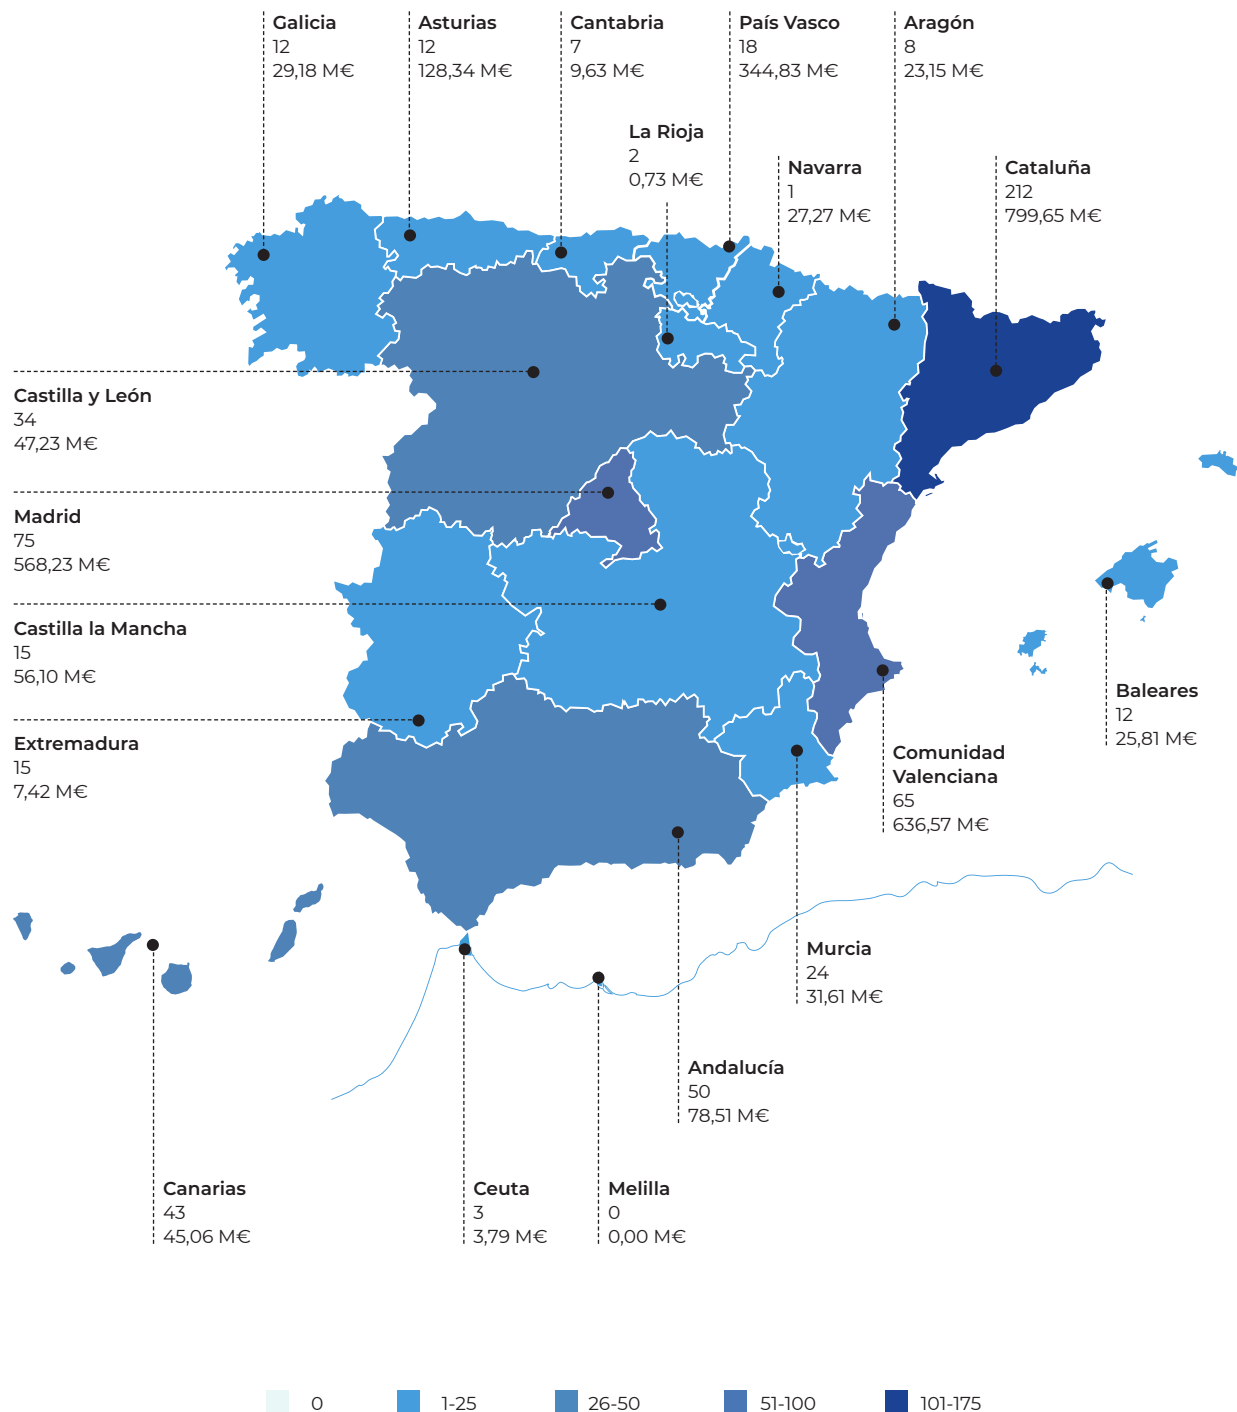 Galicia
12
29,18 M€
Asturias
12
128,34 M€
Cantabria
7
9,63 M€
País Vasco
18
344,83 M€
Aragón
8
23,15 M€
La Rioja
2
0,73 M€
Navarra
1
27,27 M€
Cataluña
212
799,65 M€
Castilla y León
34
47,23 M€
Madrid
75
568,23 M€
Castilla la Mancha
15
56,10 M€
Extremadura
15
7,42 M€
Baleares
12
25,81 M€
Comunidad
Valenciana
65
636,57 M€
Murcia
24
31,61 M€
Andalucía
50
78,51 M€
Canarias
43
45,06 M€
Ceuta
3
3,79 M€
Melilla
0
0,00 M€
0
1-25
26-50
51-100
101-175